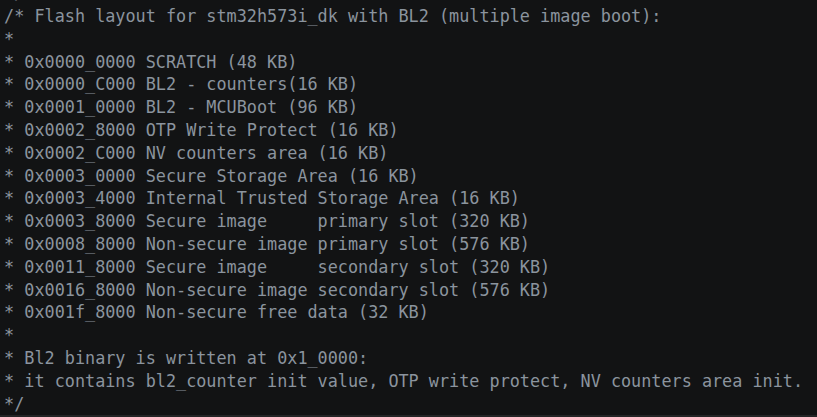 /* Flash layout for stm32h573i_dk with BL2 (multiple image boot):
*
* 0x0000_0000 SCRATCH (48 KB)
* 0x0000_C000 BL2 - counters(16 KB)
* 0x0001_0000 BL2 - MCUBoot (96 KB)
* 0x0002_8000 OTP Write Protect (16 KB)
* 0x0002_C000 NV counters area (16 KB)
* 0x0003_0000 Secure Storage Area (16 KB)
* 0x0003_4000 Internal Trusted Storage Area (16 KB)
* 0x0003_8000 Secure image     primary slot (320 KB)
* 0x0008_8000 Non-secure image primary slot (576 KB)
* 0x0011_8000 Secure image     secondary slot (320 KB)
* 0x0016_8000 Non-secure image secondary slot (576 KB)
* 0x001f_8000 Non-secure free data (32 KB)
*
* Bl2 binary is written at 0x1_0000:
* it contains bl2_counter init value, OTP write protect, NV counters area init.
*/